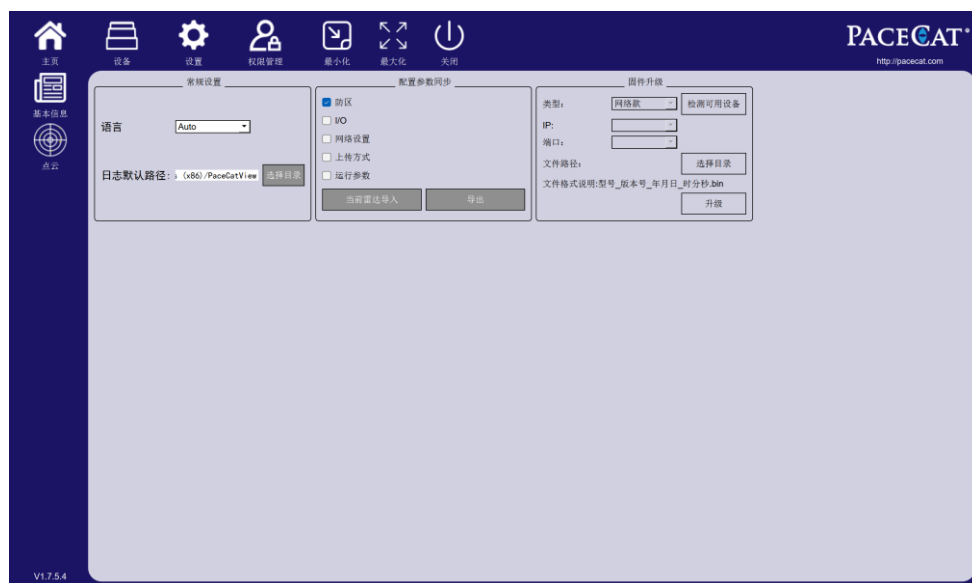 主页
设备
设置
权限管理
最小化
最大化
关闭
PACECAT
http://pacecat.com
基本信息
点云
常规设置
语言
Auto
日志默认路径:
(x86)/PaceCatView
选择目录
配置参数同步
防区
I/O
网络设置
上传方式
运行参数
当前雷达导入
导出
固件升级
类型:
网络款
检测可用设备
IP:
端口:
文件路径:
选择目录
文件格式说明:型号_版本号_年月日_时分秒.bin
升级
V1.7.5.4